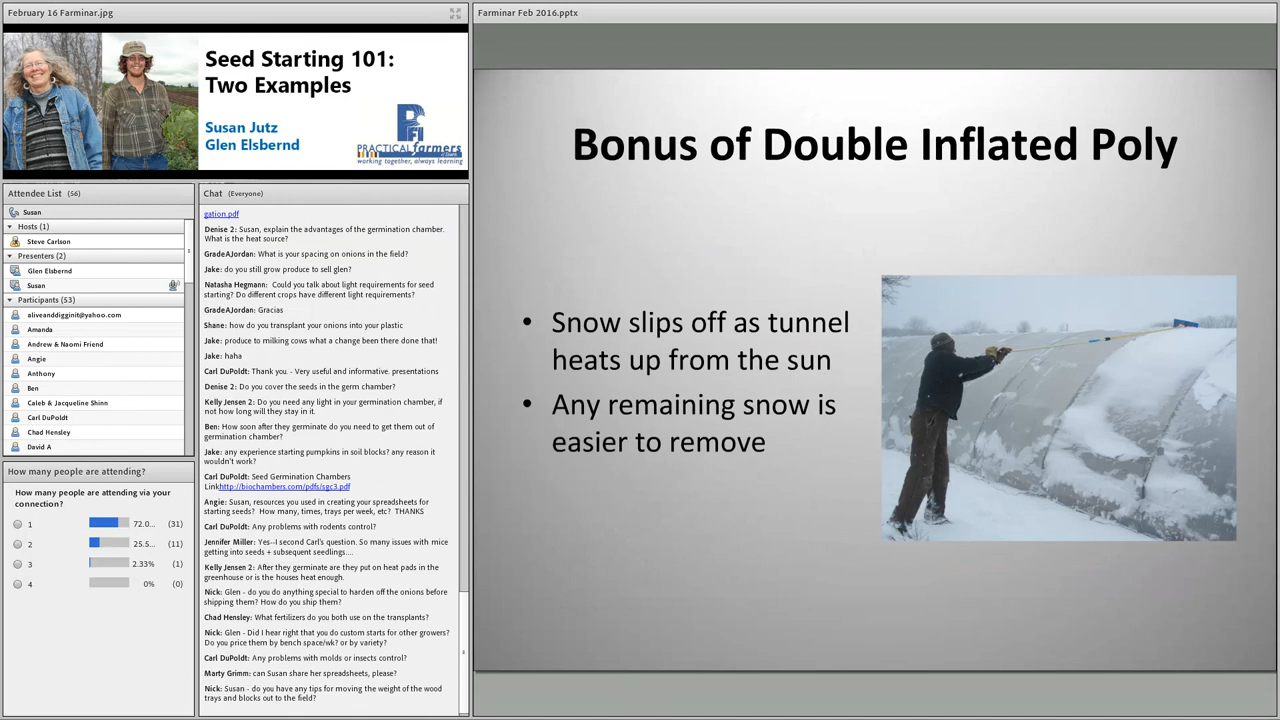 February 16 Farminar.jpg
Seed Starting 101:
Two Examples
Susan Jutz
Glen Elsbernd
PFI
PRACTICAL farmers
working together, always learning
Attendee List (56)
Susan
Hosts (1)
Steve Carlson
Presenters (2)
Glen Elsbernd
Susan
Participants (53)
aliveanddigginit@yahoo.com
Amanda
Andrew & Naomi Friend
Angie
Anthony
Ben
Caleb & Jacqueline Shinn
Carl DuPoldt
Chad Hensley
David A
How many people are attending?
How many people are attending via your
connection?
1 72.0... (31)
2 25.5... (11)
3 2.33% (1)
4 0% (0)
Chat (Everyone)
gation.pdf
Denise 2: Susan, explain the advantages of the germination chamber.
What is the heat source?
GradeAJordan: What is your spacing on onions in the field?
Jake: do you still grow produce to sell glen?
Natasha Hegmann: Could you talk about light requirements for seed
starting? Do different crops have different light requirements?
GradeAJordan: Gracias
Shane: how do you transplant your onions into your plastic
Jake: produce to milking cows what a change been there done that!
Jake: haha
Carl DuPoldt: Thank you. - Very useful and informative. presentations
Denise 2: Do you cover the seeds in the germ chamber?
Kelly Jensen 2: Do you need any light in your germination chamber, if
not how long will they stay in it.
Ben: How soon after they germinate do you need to get them out of
germination chamber?
Jake: any experience starting pumpkins in soil blocks? any reason it
wouldn't work?
Carl DuPoldt: Seed Germination Chambers
Linkhttp://biochambers.com/pdfs/sgc3.pdf
Angie: Susan, resources you used in creating your spreadsheets for
starting seeds? How many, times, trays per week, etc? THANKS
Carl DuPoldt: Any problems with rodents control?
Jennifer Miller: Yes--I second Carl's question. So many issues with mice
getting into seeds + subsequent seedlings....
Kelly Jensen 2: After they germinate are they put on heat pads in the
greenhouse or is the houses heat enough.
Nick: Glen - do you do anything special to harden off the onions before
shipping them? How do you ship them?
Chad Hensley: What fertilizers do you both use on the transplants?
Nick: Glen - Did I hear right that you do custom starts for other growers?
Do you price them by bench space/wk? or by variety?
Carl DuPoldt: Any problems with molds or insects control?
Marty Grimm: can Susan share her spreadsheets, please?
Nick: Susan - do you have any tips for moving the weight of the wood
trays and blocks out to the field?
Farminar Feb 2016.pptx
Bonus of Double Inflated Poly
• Snow slips off as tunnel
heats up from the sun
• Any remaining snow is
easier to remove